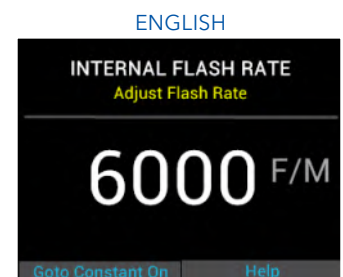 ENGLISH
INTERNAL FLASH RATE
Adjust Flash Rate
6000 F/M
Goto Constant On Help